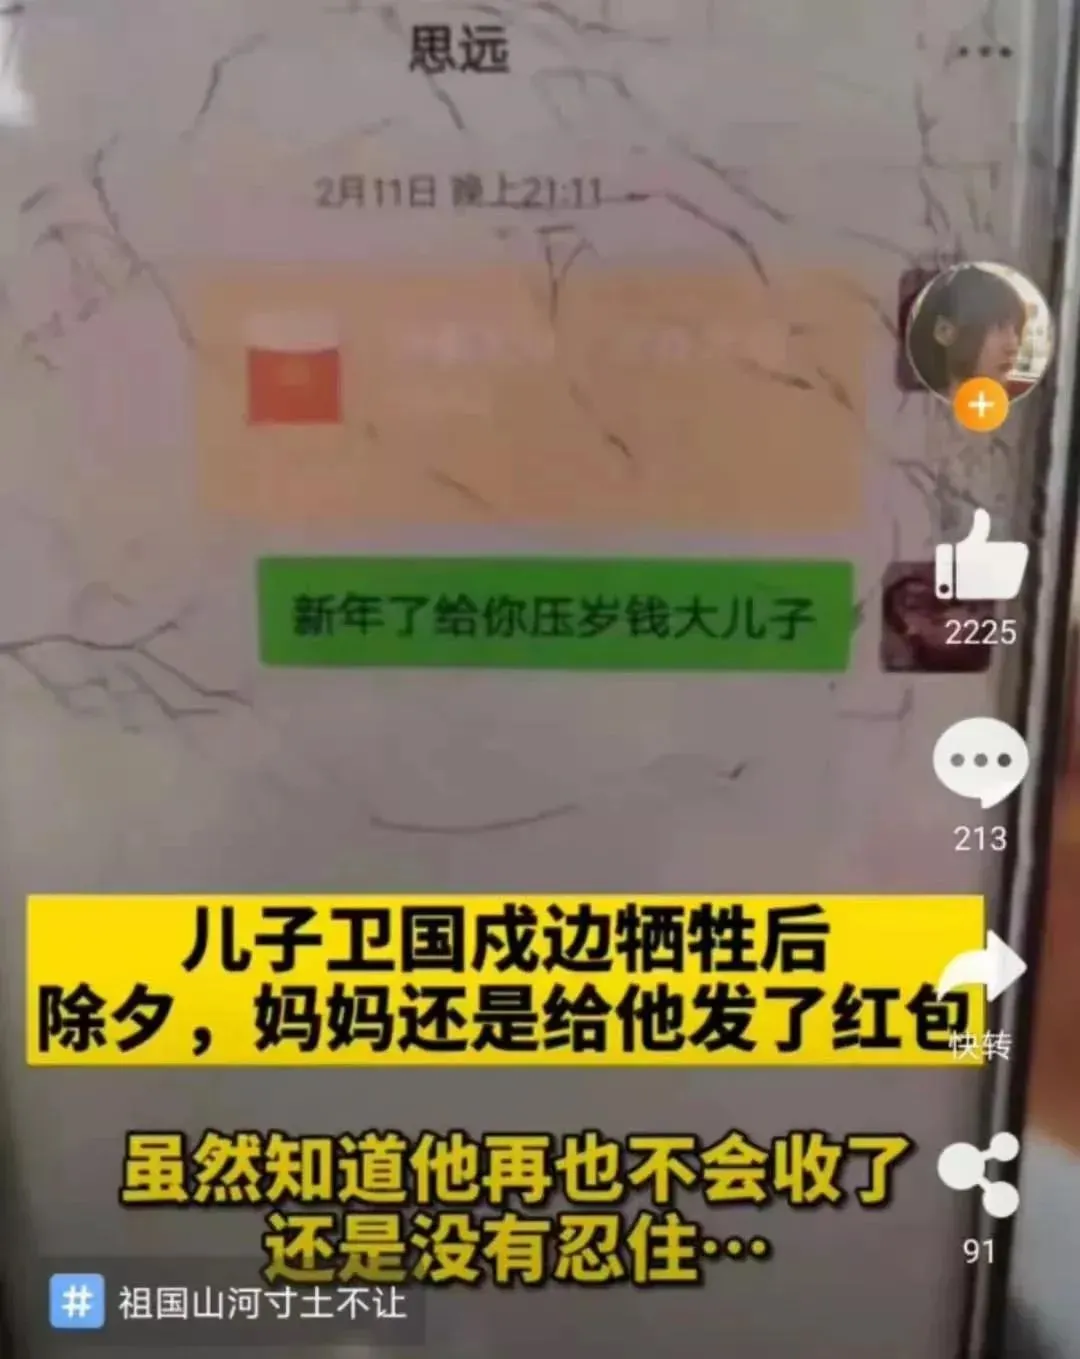 思远
2月11日 晚上21:11
新年了给你压岁钱大儿子
2225
213
儿子卫国戍边牺牲后
除夕，妈妈还是给他发了红包
快转
虽然知道他再也不会收了
还是没有忍住…
91
# 祖国山河寸土不让